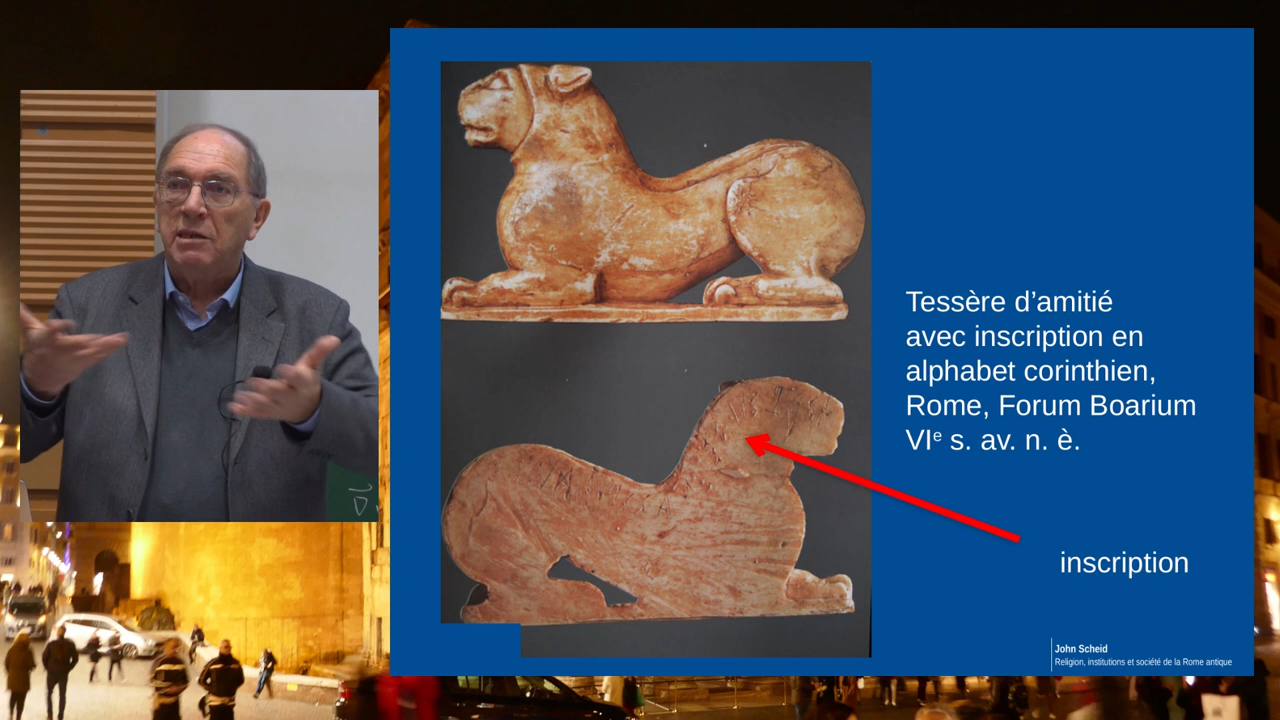 Tessère d’amitié
avec inscription en
alphabet corinthien,
Rome, Forum Boarium
VIe s. av. n. è.
inscription
John Scheid
Religion, institutions et société de la Rome antique